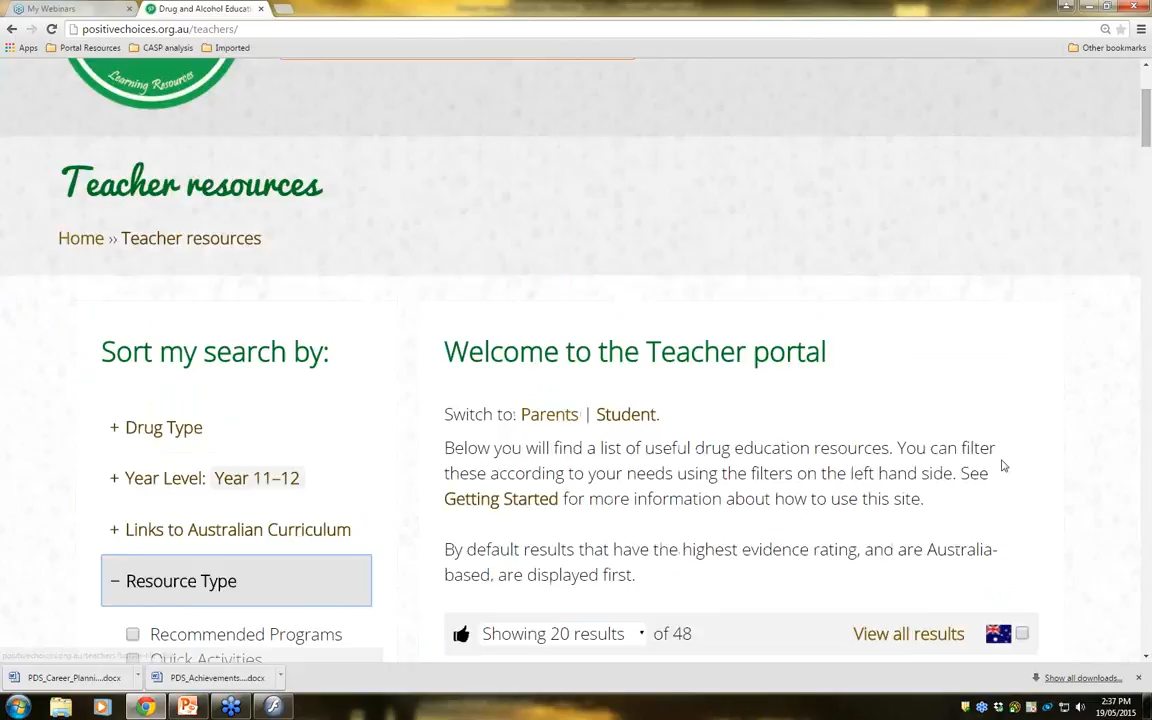 My Webinars
Drug and Alcohol Educati
positivechoices.org.au/teachers/
Apps Portal Resources CASP analysis Imported Other bookmarks
Learning Resources
Teacher resources
Home ›› Teacher resources
Sort my search by:
+ Drug Type
+ Year Level: Year 11–12
+ Links to Australian Curriculum
− Resource Type
Recommended Programs
Quick Activities
Welcome to the Teacher portal
Switch to: Parents | Student.
Below you will find a list of useful drug education resources. You can filter
these according to your needs using the filters on the left hand side. See
Getting Started for more information about how to use this site.
By default results that have the highest evidence rating, and are Australia-
based, are displayed first.
Showing 20 results of 48 View all results
PDS_Career_Planni....docx PDS_Achievements....docx Show all downloads...
2:37 PM
19/05/2015